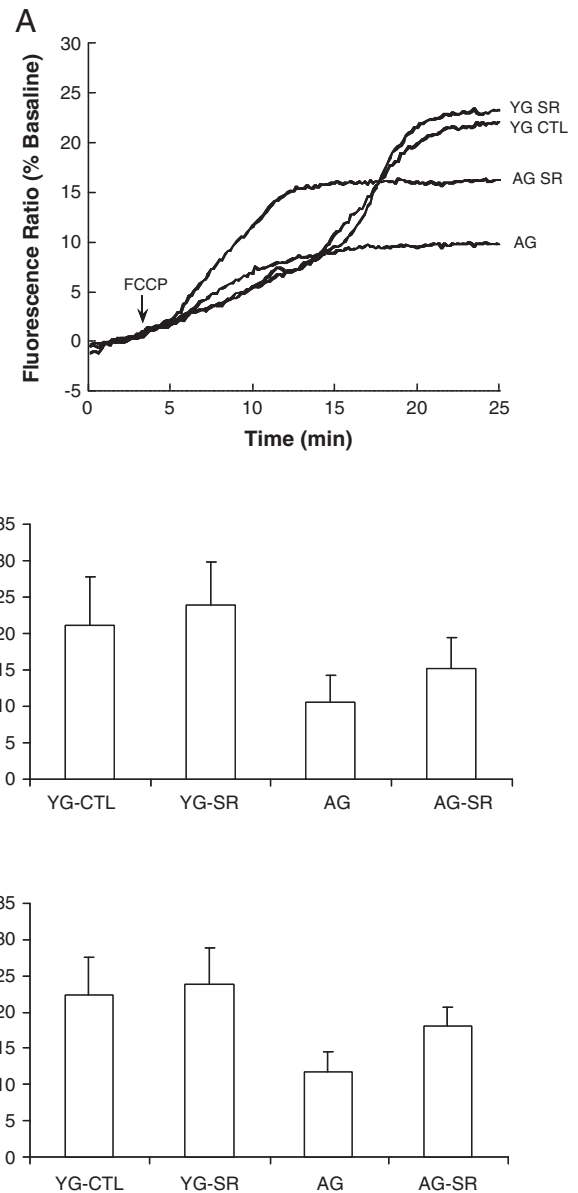 A
Fluorescence Ratio (% Basaline)
30
25
20
15
10
5
0
-5
FCCP
YG SR
YG CTL
AG SR
AG
0 5 10 15 20 25
Time (min)
35
30
25
20
15
10
5
0
YG-CTL YG-SR AG AG-SR
35
30
25
20
15
10
5
0
YG-CTL YG-SR AG AG-SR